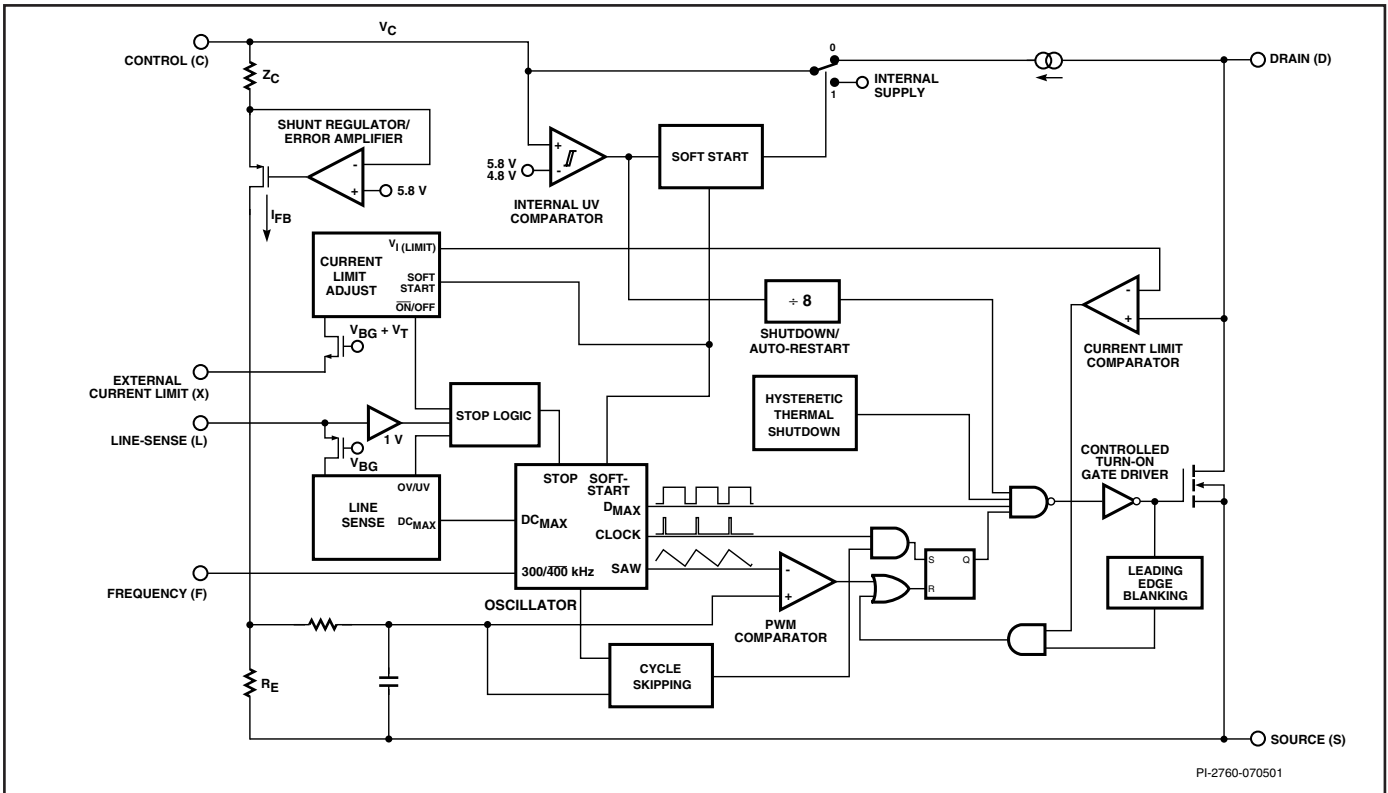 V_C
CONTROL (C)
Z_C
0
DRAIN (D)
INTERNAL
SUPPLY
1
SHUNT REGULATOR/
ERROR AMPLIFIER
-
+
5.8 V
I_FB
+
-
5.8 V
4.8 V
INTERNAL UV
COMPARATOR
SOFT START
V_I (LIMIT)
CURRENT
LIMIT
ADJUST
SOFT
START
ON/OFF
÷ 8
SHUTDOWN/
AUTO-RESTART
-
+
CURRENT LIMIT
COMPARATOR
V_BG + V_T
EXTERNAL
CURRENT LIMIT (X)
LINE-SENSE (L)
1 V
V_BG
STOP LOGIC
HYSTERETIC
THERMAL
SHUTDOWN
CONTROLLED
TURN-ON
GATE DRIVER
OV/UV
LINE
SENSE
DC_MAX
STOP
SOFT-
START
D_MAX
DC_MAX
CLOCK
SAW
300/400 kHz
OSCILLATOR
FREQUENCY (F)
-
+
PWM
COMPARATOR
S
Q
R
LEADING
EDGE
BLANKING
CYCLE
SKIPPING
R_E
SOURCE (S)
PI-2760-070501